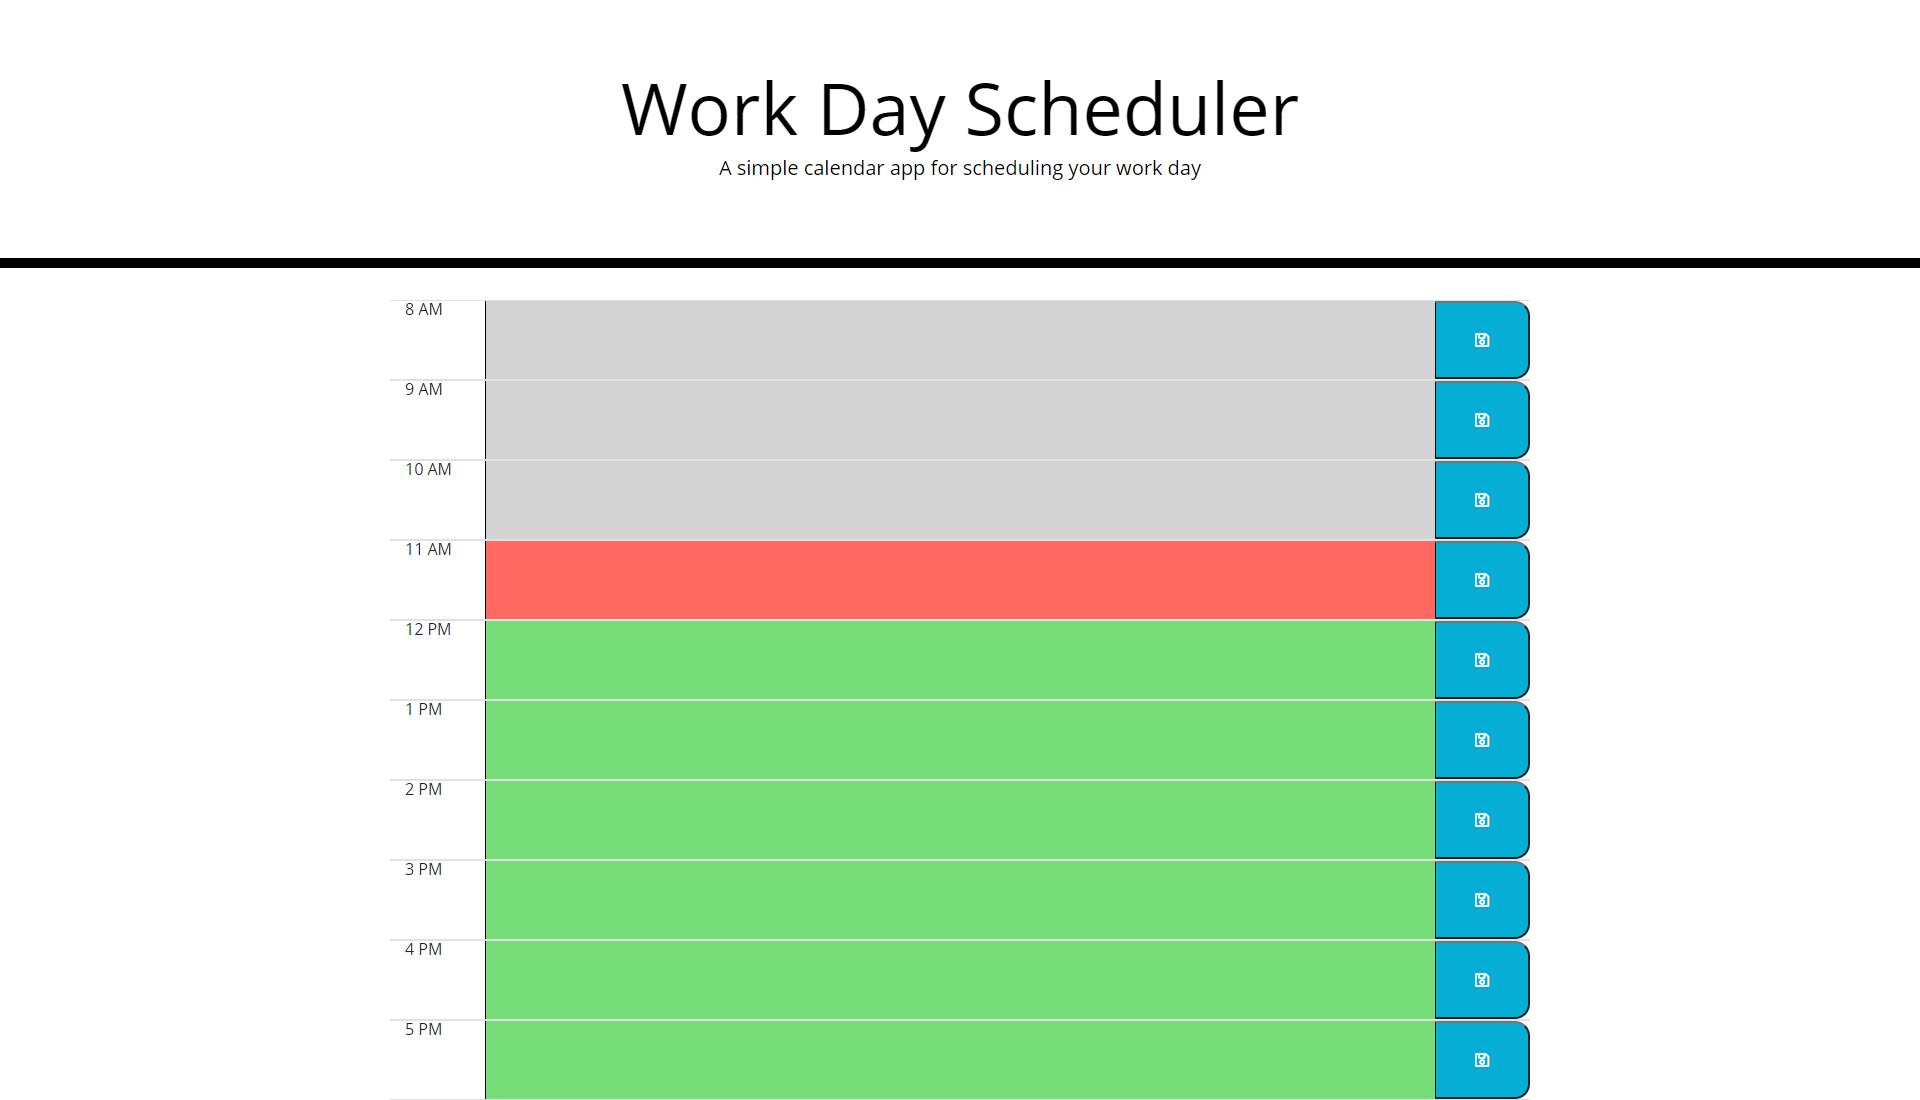 Work Day Scheduler
A simple calendar app for scheduling your work day
8 AM
9 AM
10 AM
11 AM
12 PM
1 PM
2 PM
3 PM
4 PM
5 PM